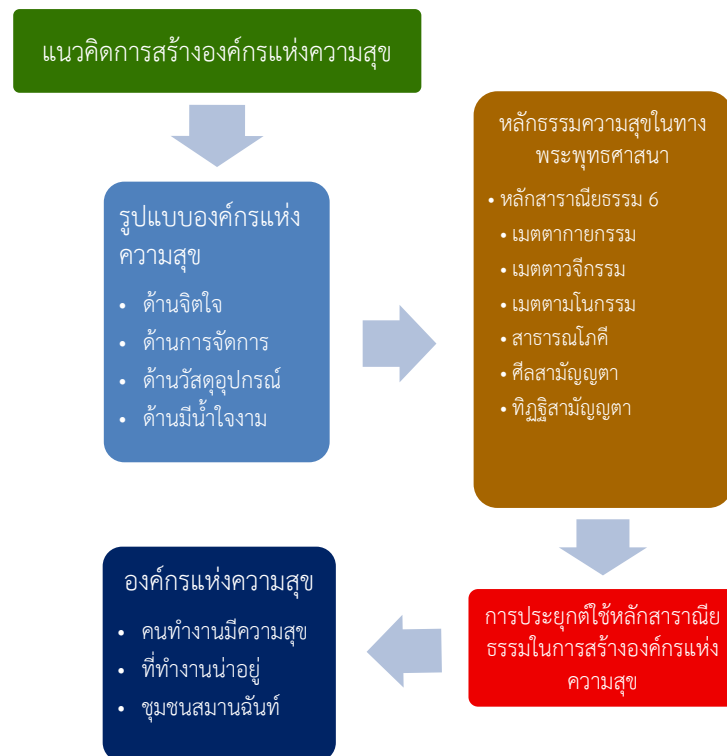 แนวคิดการสร้างองค์กรแห่งความสุข
รูปแบบองค์กรแห่ง
ความสุข
• ด้านจิตใจ
• ด้านการจัดการ
• ด้านวัสดุอุปกรณ์
• ด้านมีน้ำใจงาม
หลักธรรมความสุขในทาง
พระพุทธศาสนา
• หลักสาราณียธรรม 6
• เมตตากายกรรม
• เมตตาวจีกรรม
• เมตตามโนกรรม
• สาธารณโภคี
• ศีลสามัญญตา
• ทิฏฐิสามัญญตา
การประยุกต์ใช้หลักสาราณีย
ธรรมในการสร้างองค์กรแห่ง
ความสุข
องค์กรแห่งความสุข
• คนทำงานมีความสุข
• ที่ทำงานน่าอยู่
• ชุมชนสมานฉันท์